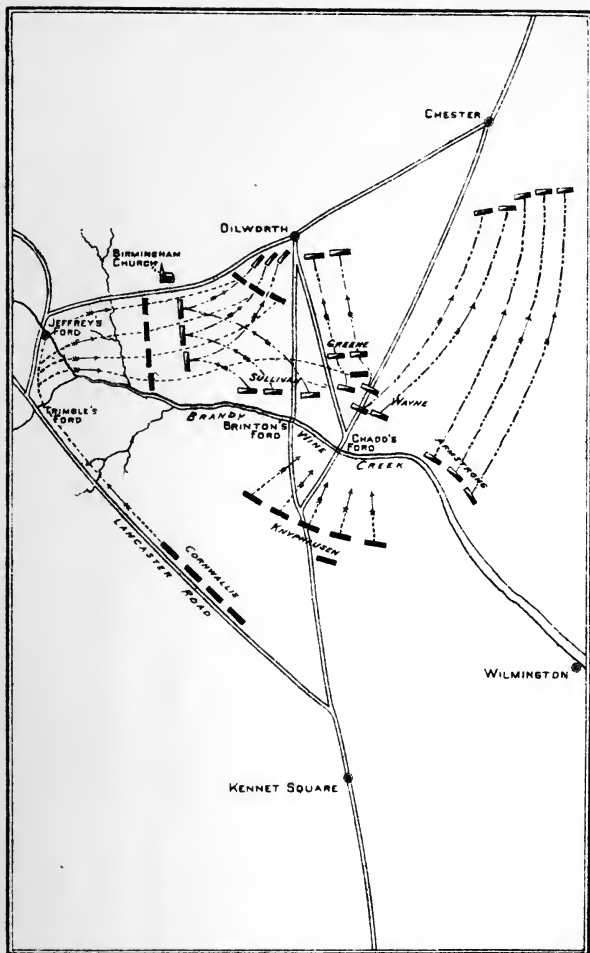 CHESTER
DILWORTH
BIRMINGHAM
CHURCH
JEFFREY'S
FORD
GREENE
SULLIVAN
WAYNE
TRIMBLE'S
FORD
BRANDY
BRINTON'S
FORD
WINE
CHADD'S
FORD
CREEK
ARMSTRONG
KNYPHAUSEN
CORNWALLIS
LANCASTER ROAD
WILMINGTON
KENNET SQUARE